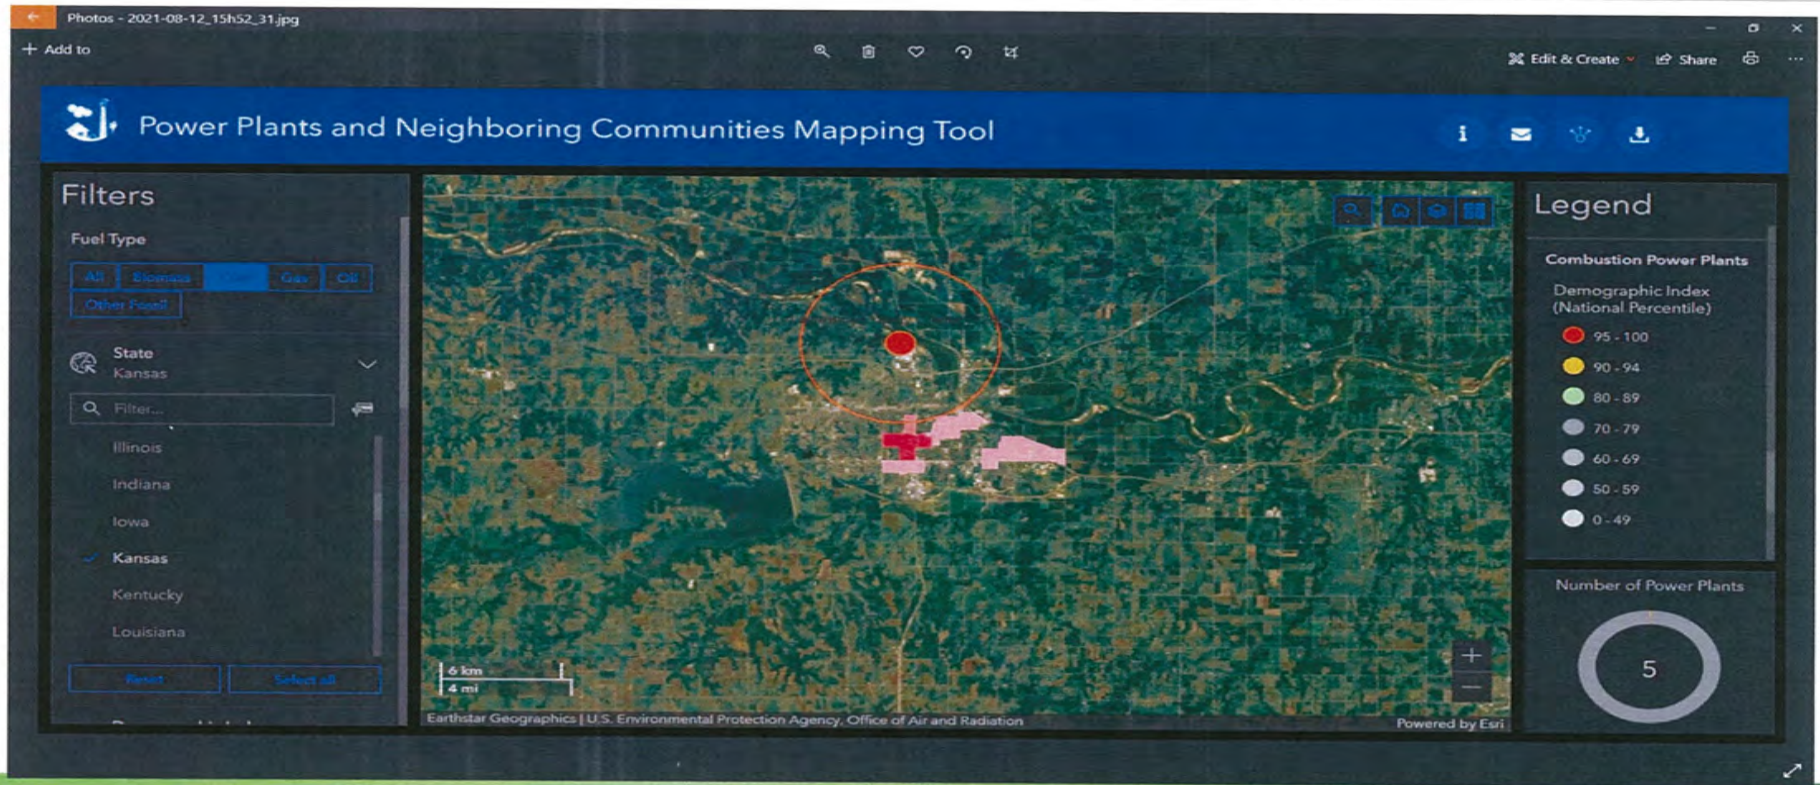 Photos - 2021-08-12_15h52_31.jpg
Add to
Edit & Create
Share
Power Plants and Neighboring Communities Mapping Tool
Filters
Fuel Type
All
Biomass
Gas
Oil
Other Fossil
State
Kansas
Filter...
Illinois
Indiana
Iowa
Kansas
Kentucky
Louisiana
Reset
Select all
6 km
4 mi
Earthstar Geographics | U.S. Environmental Protection Agency, Office of Air and Radiation
Powered by Esri
Legend
Combustion Power Plants
Demographic Index
(National Percentile)
95 - 100
90 - 94
80 - 89
70 - 79
60 - 69
50 - 59
0 - 49
Number of Power Plants
5